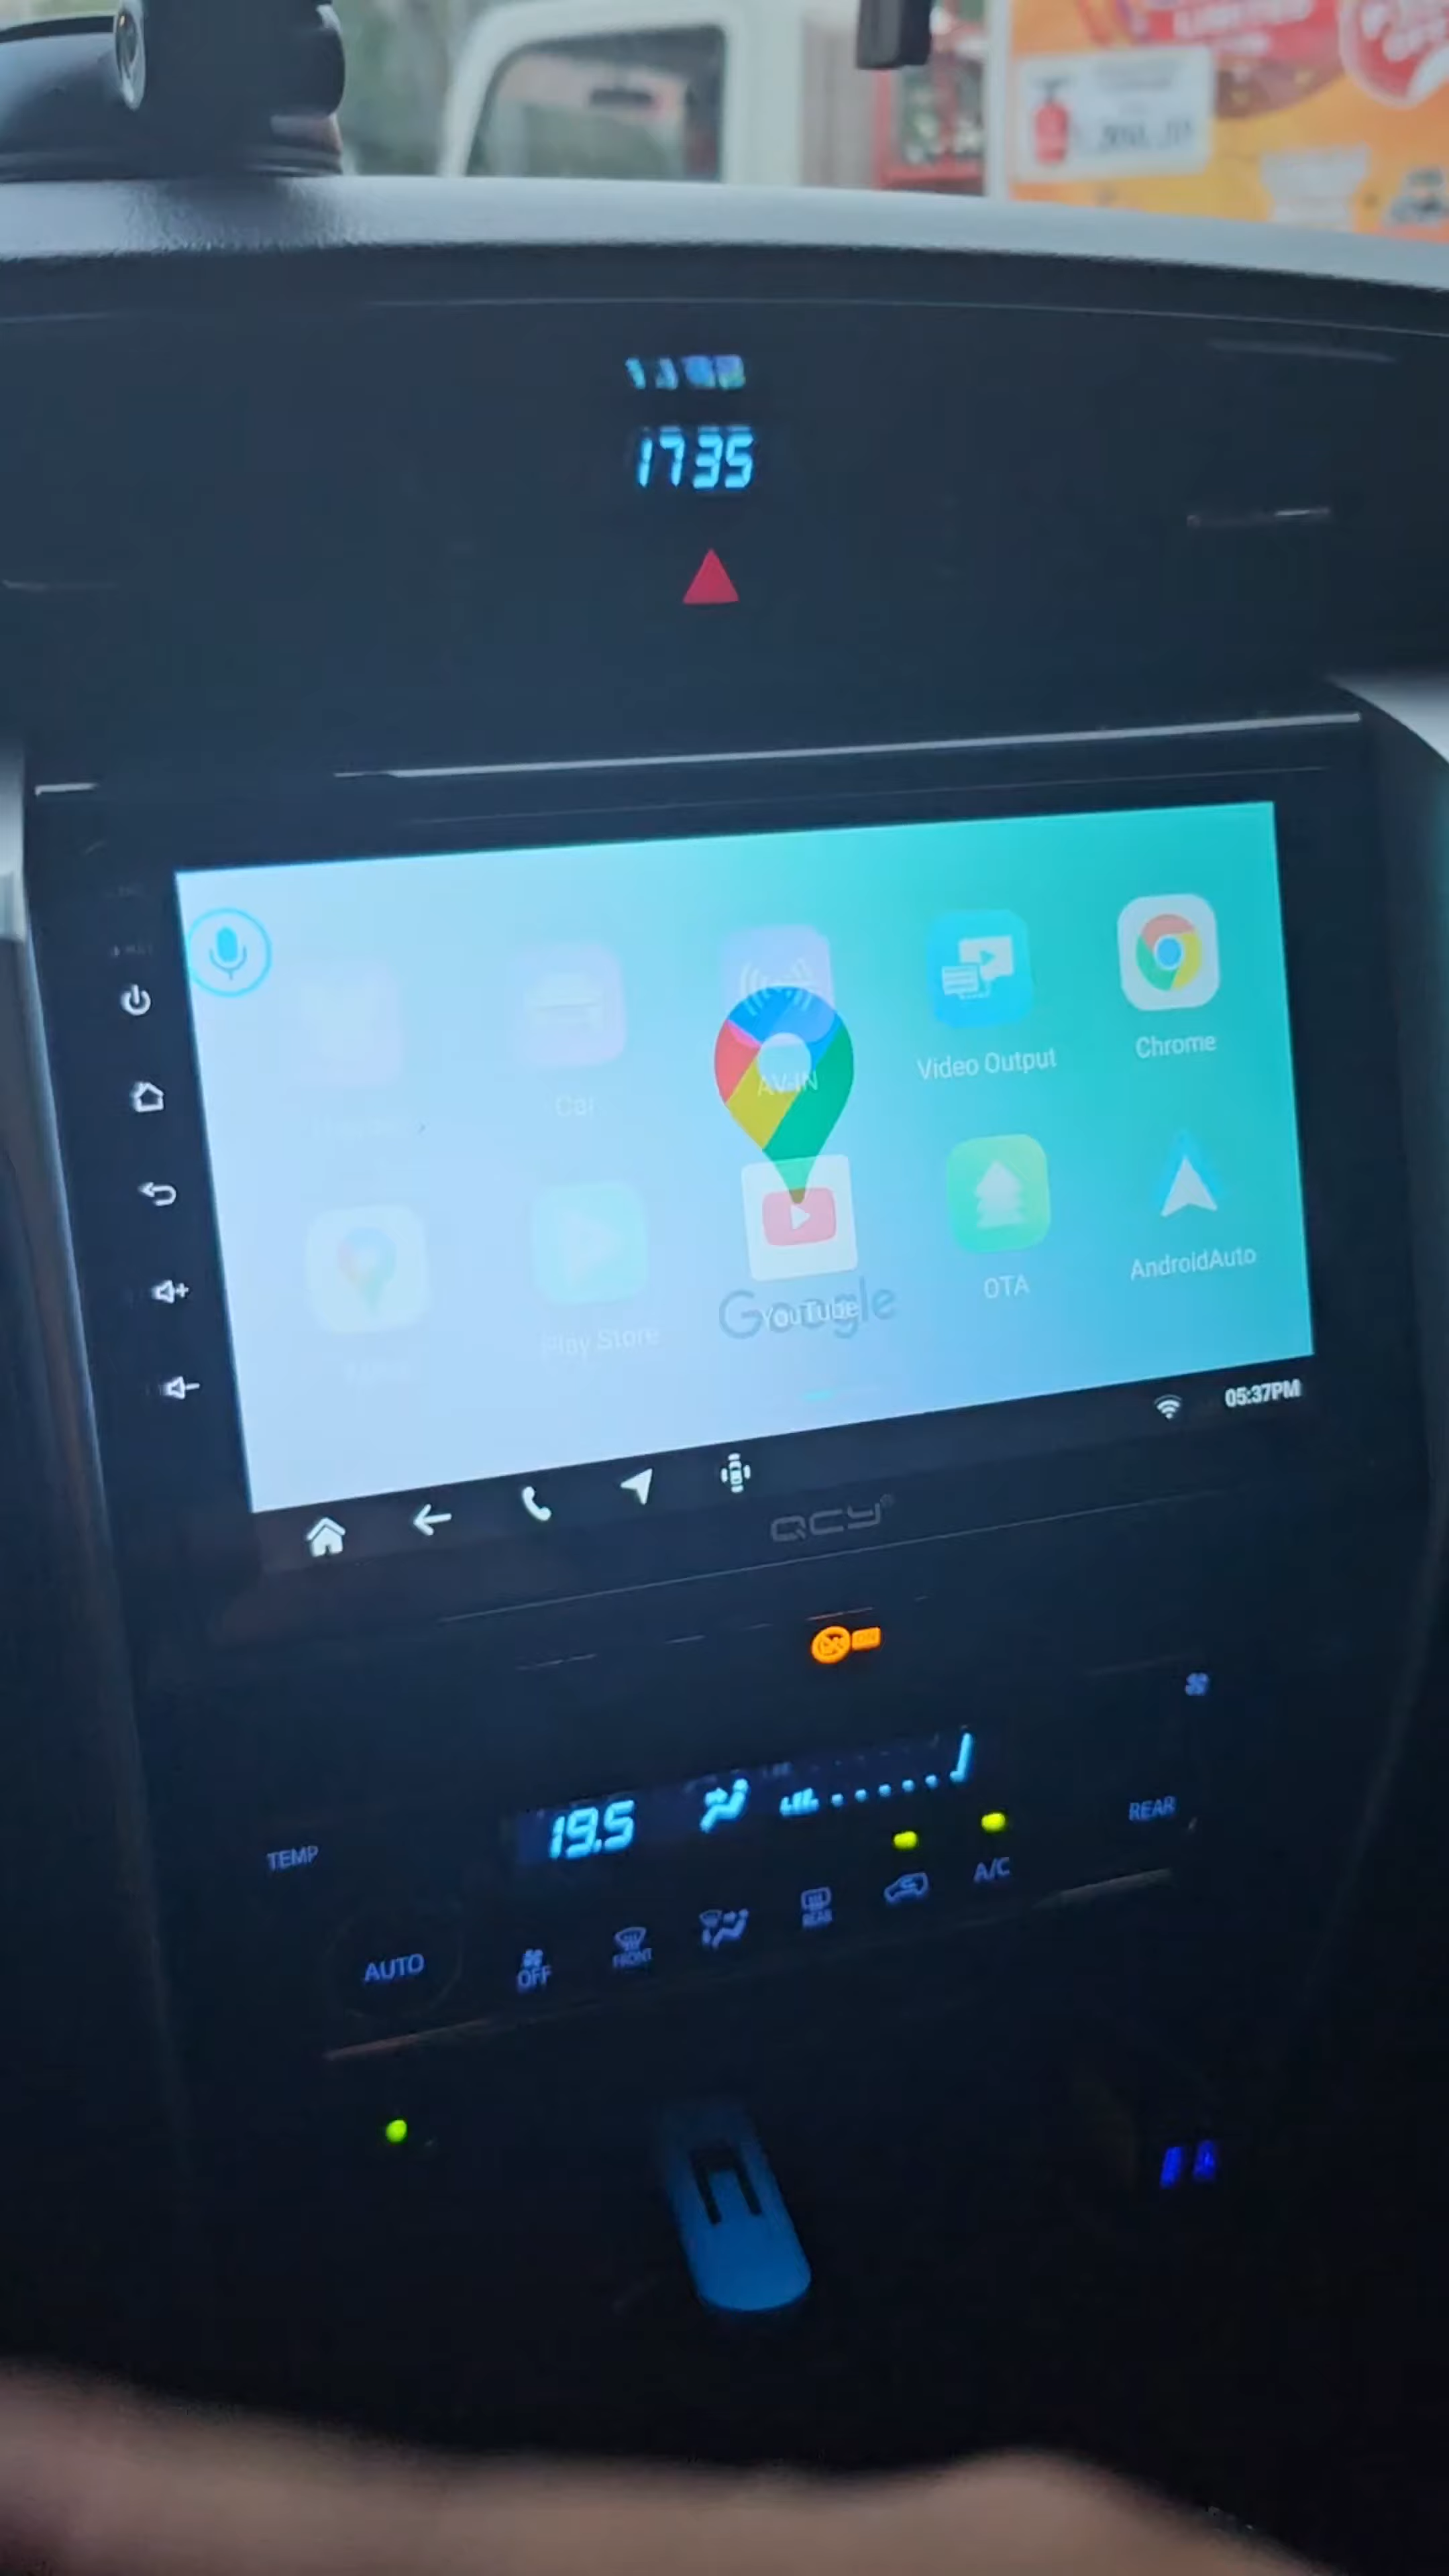 1735
AV-IN
Video Output
Chrome
Car
YouTube
OTA
AndroidAuto
Play Store
Google
05:37PM
QCY®
19.5
TEMP
REAR
AUTO
OFF
FRONT
REAR
A/C